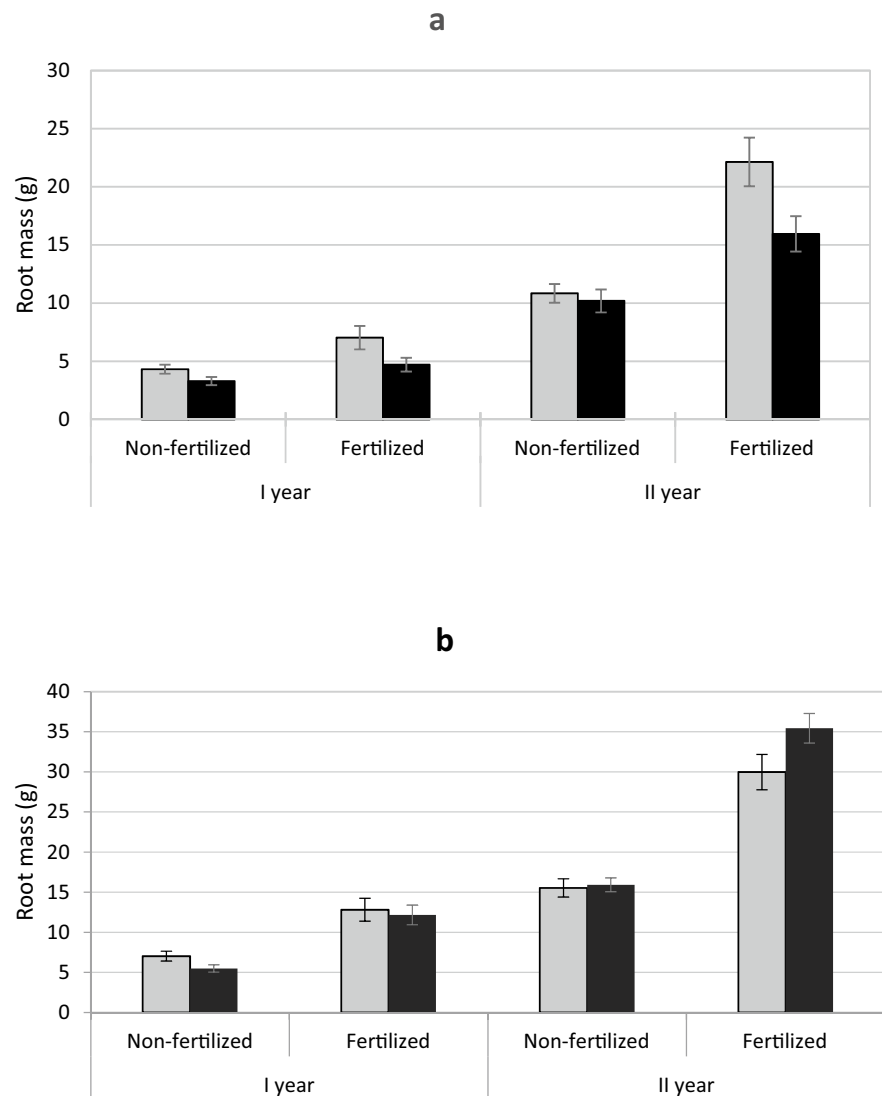 a
30
25
20
15
10
5
0
Root mass (g)
Non-fertilized Fertilized Non-fertilized Fertilized
I year II year
b
40
35
30
25
20
15
10
5
0
Root mass (g)
Non-fertilized Fertilized Non-fertilized Fertilized
I year II year